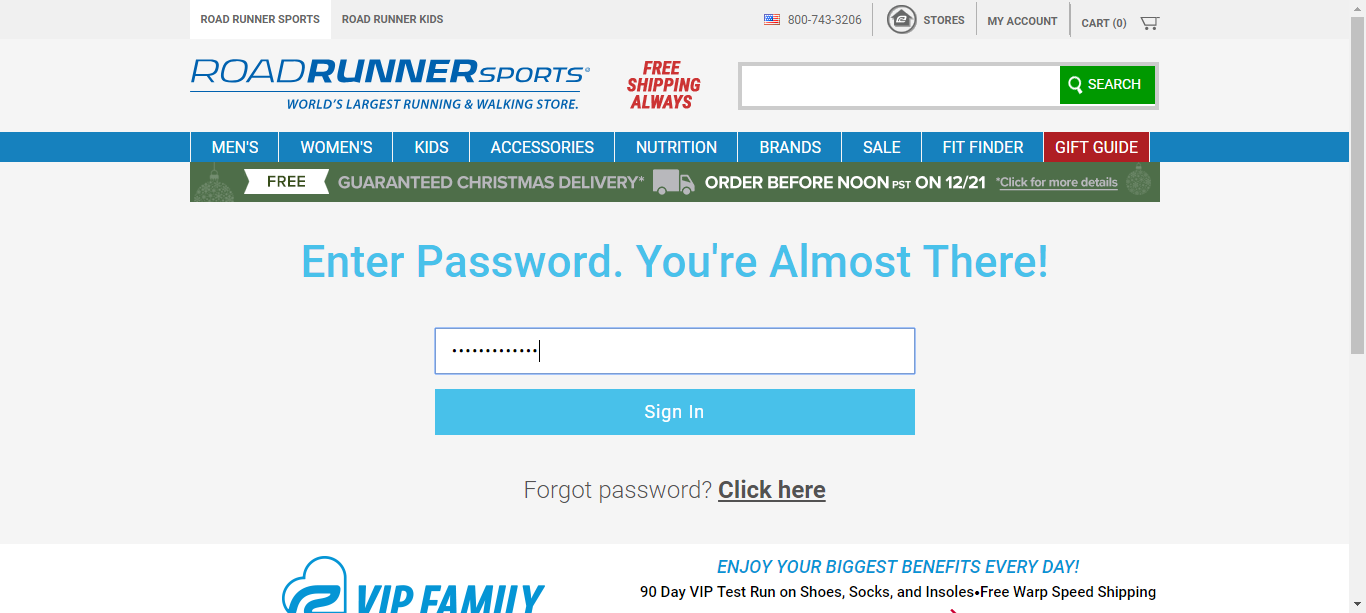 ROAD RUNNER SPORTS ROAD RUNNER KIDS 800-743-3206 STORES MY ACCOUNT CART (0)
ROADRUNNERSPORTS®
WORLD'S LARGEST RUNNING & WALKING STORE.
FREE
SHIPPING
ALWAYS
SEARCH
MEN'S WOMEN'S KIDS ACCESSORIES NUTRITION BRANDS SALE FIT FINDER GIFT GUIDE
FREE GUARANTEED CHRISTMAS DELIVERY* ORDER BEFORE NOON PST ON 12/21 *Click for more details
Enter Password. You're Almost There!
•••••••••••••
Sign In
Forgot password? Click here
VIP FAMILY
ENJOY YOUR BIGGEST BENEFITS EVERY DAY!
90 Day VIP Test Run on Shoes, Socks, and Insoles•Free Warp Speed Shipping